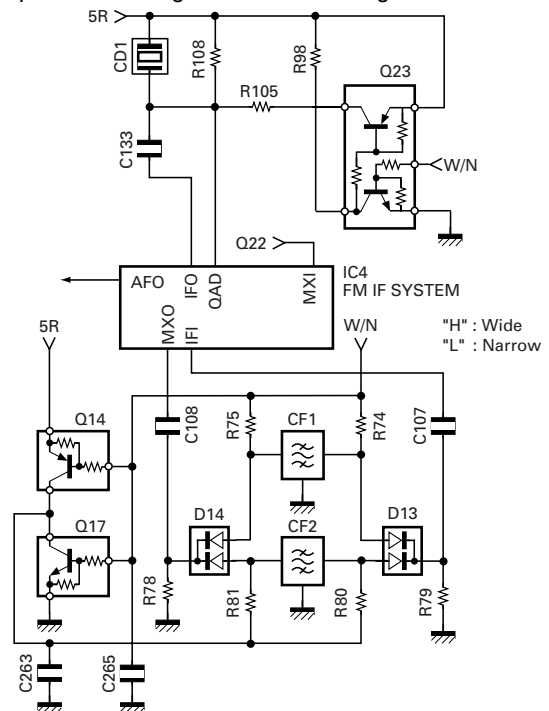 5R
CD1
R108
R98
Q23
R105
C133
W/N
Q22
AFO
IFO
QAD
MXI
IC4
FM IF SYSTEM
MXO
IFI
5R
W/N
"H" : Wide
"L" : Narrow
Q14
C108
R75
CF1
R74
C107
Q17
D14
CF2
D13
R78
R81
R80
R79
C263
C265